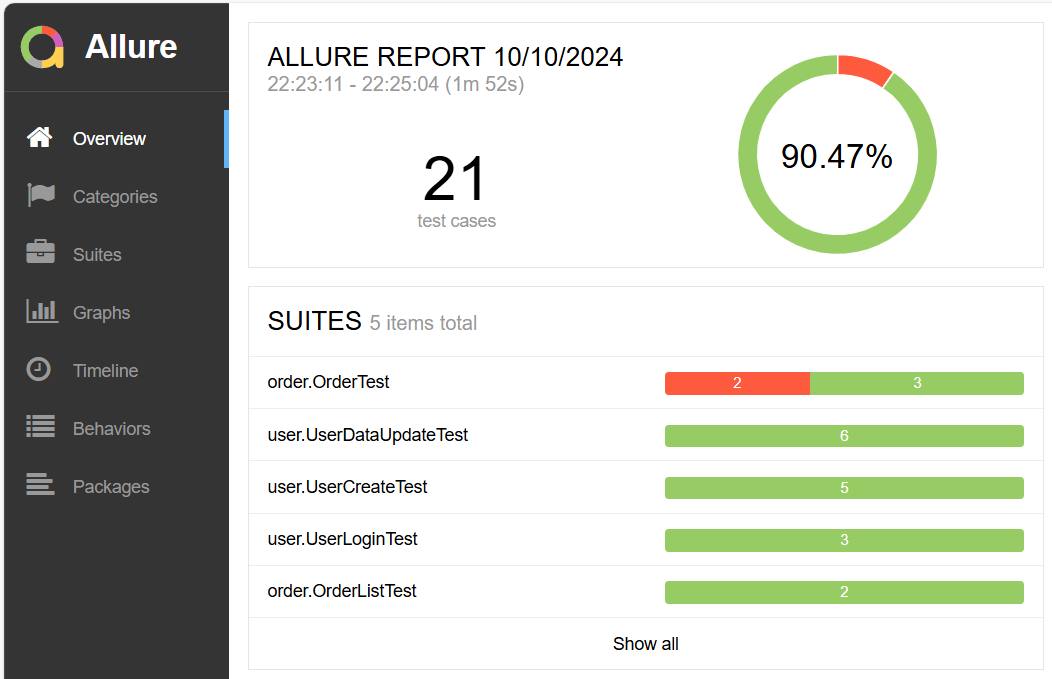 Allure
Overview
Categories
Suites
Graphs
Timeline
Behaviors
Packages
ALLURE REPORT 10/10/2024
22:23:11 - 22:25:04 (1m 52s)
21
test cases
90.47%
SUITES 5 items total
order.OrderTest 2 3
user.UserDataUpdateTest 6
user.UserCreateTest 5
user.UserLoginTest 3
order.OrderListTest 2
Show all